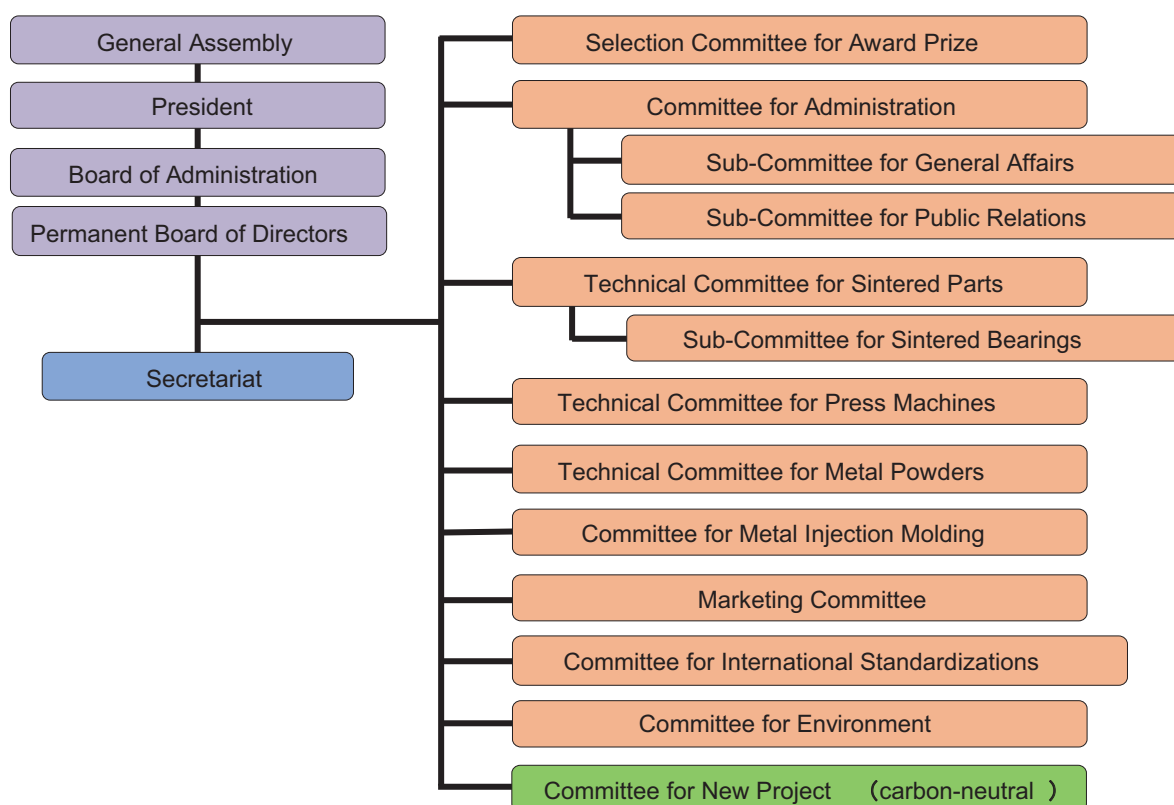 General Assembly
President
Board of Administration
Permanent Board of Directors
Secretariat
Selection Committee for Award Prize
Committee for Administration
Sub-Committee for General Affairs
Sub-Committee for Public Relations
Technical Committee for Sintered Parts
Sub-Committee for Sintered Bearings
Technical Committee for Press Machines
Technical Committee for Metal Powders
Committee for Metal Injection Molding
Marketing Committee
Committee for International Standardizations
Committee for Environment
Committee for New Project （carbon-neutral ）